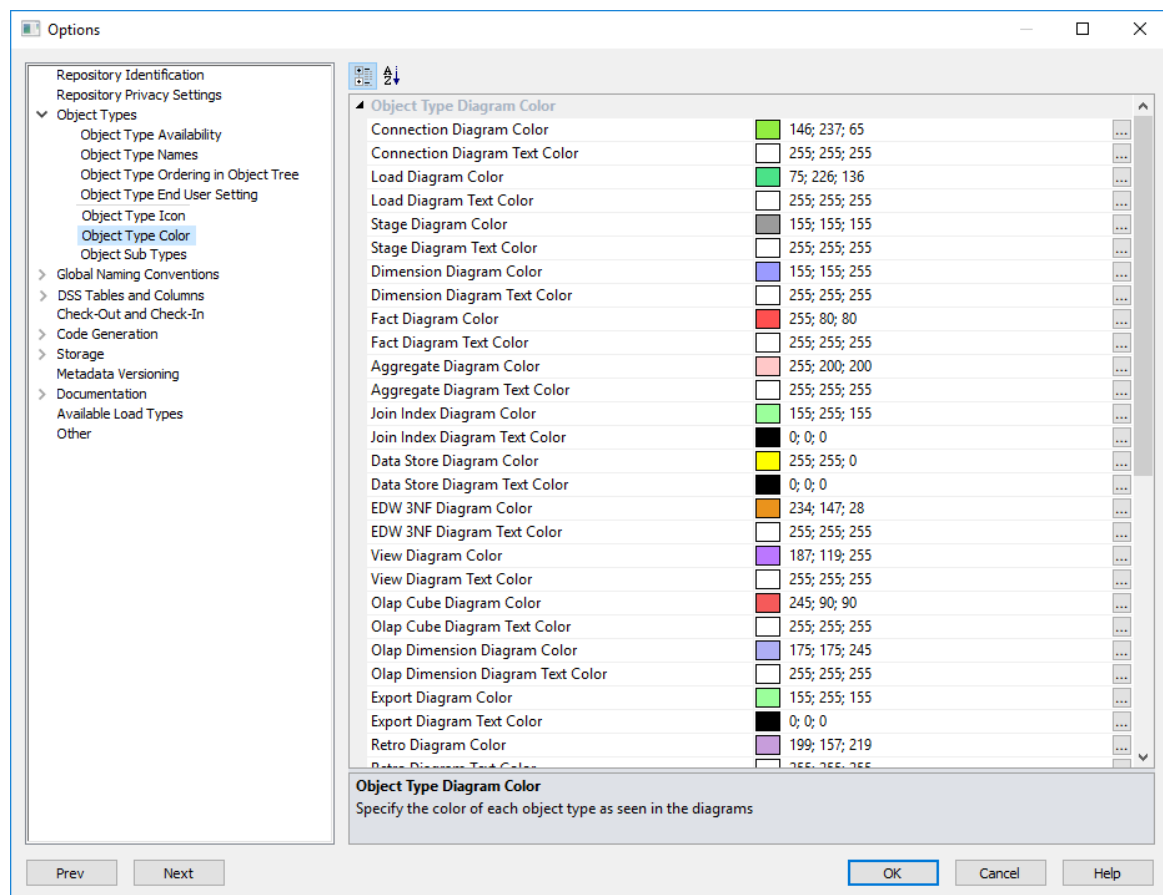 Options
Repository Identification
Repository Privacy Settings
Object Types
Object Type Availability
Object Type Names
Object Type Ordering in Object Tree
Object Type End User Setting
Object Type Icon
Object Type Color
Object Sub Types
Global Naming Conventions
DSS Tables and Columns
Check-Out and Check-In
Code Generation
Storage
Metadata Versioning
Documentation
Available Load Types
Other
Object Type Diagram Color
Connection Diagram Color 146; 237; 65 ...
Connection Diagram Text Color 255; 255; 255 ...
Load Diagram Color 75; 226; 136 ...
Load Diagram Text Color 255; 255; 255 ...
Stage Diagram Color 155; 155; 155 ...
Stage Diagram Text Color 255; 255; 255 ...
Dimension Diagram Color 155; 155; 255 ...
Dimension Diagram Text Color 255; 255; 255 ...
Fact Diagram Color 255; 80; 80 ...
Fact Diagram Text Color 255; 255; 255 ...
Aggregate Diagram Color 255; 200; 200 ...
Aggregate Diagram Text Color 255; 255; 255 ...
Join Index Diagram Color 155; 255; 155 ...
Join Index Diagram Text Color 0; 0; 0 ...
Data Store Diagram Color 255; 255; 0 ...
Data Store Diagram Text Color 0; 0; 0 ...
EDW 3NF Diagram Color 234; 147; 28 ...
EDW 3NF Diagram Text Color 255; 255; 255 ...
View Diagram Color 187; 119; 255 ...
View Diagram Text Color 255; 255; 255 ...
Olap Cube Diagram Color 245; 90; 90 ...
Olap Cube Diagram Text Color 255; 255; 255 ...
Olap Dimension Diagram Color 175; 175; 245 ...
Olap Dimension Diagram Text Color 255; 255; 255 ...
Export Diagram Color 155; 255; 155 ...
Export Diagram Text Color 0; 0; 0 ...
Retro Diagram Color 199; 157; 219 ...
Retro Diagram Text Color 255; 255; 255
Object Type Diagram Color
Specify the color of each object type as seen in the diagrams
Prev Next OK Cancel Help